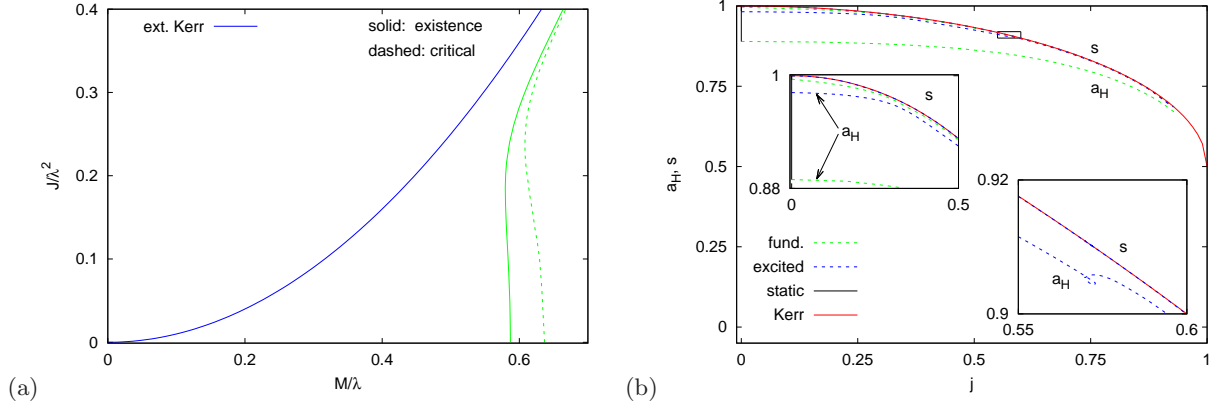 ext. Kerr
solid: existence
dashed: critical
0.4
0.3
0.2
0.1
0
J/λ²
0
0.2
0.4
0.6
M/λ
(a)
1
0.75
0.5
0.25
0
a_H, s
s
a_H
1
0.88
s
a_H
0
0.5
0.92
0.9
s
a_H
0.55
0.6
fund.
excited
static
Kerr
0
0.25
0.5
0.75
1
j
(b)